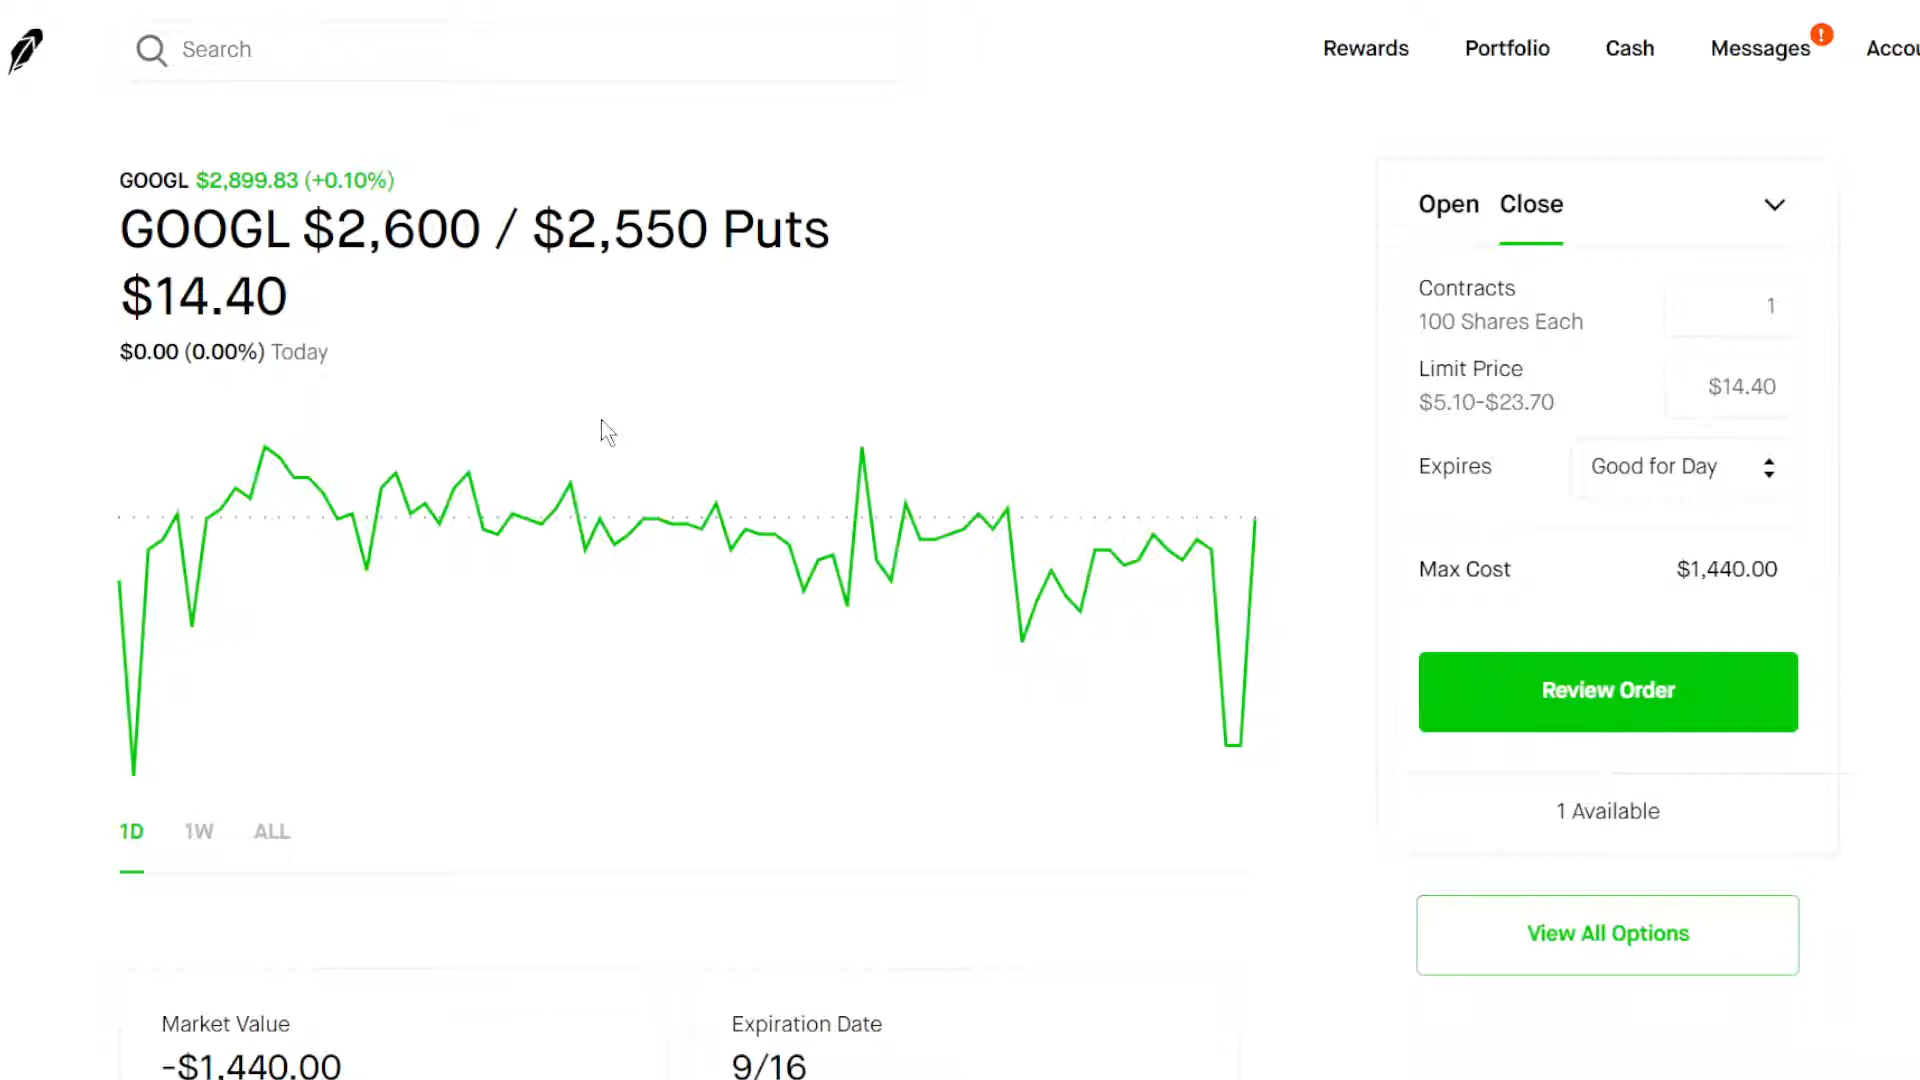 Search
Rewards
Portfolio
Cash
Messages
!
Accou
GOOGL $2,899.83 (+0.10%)
GOOGL $2,600 / $2,550 Puts
$14.40
$0.00 (0.00%) Today
1D
1W
ALL
Market Value
-$1,440.00
Expiration Date
9/16
Open Close
Contracts
100 Shares Each
1
Limit Price
$5.10-$23.70
$14.40
Expires
Good for Day
Max Cost
$1,440.00
Review Order
1 Available
View All Options